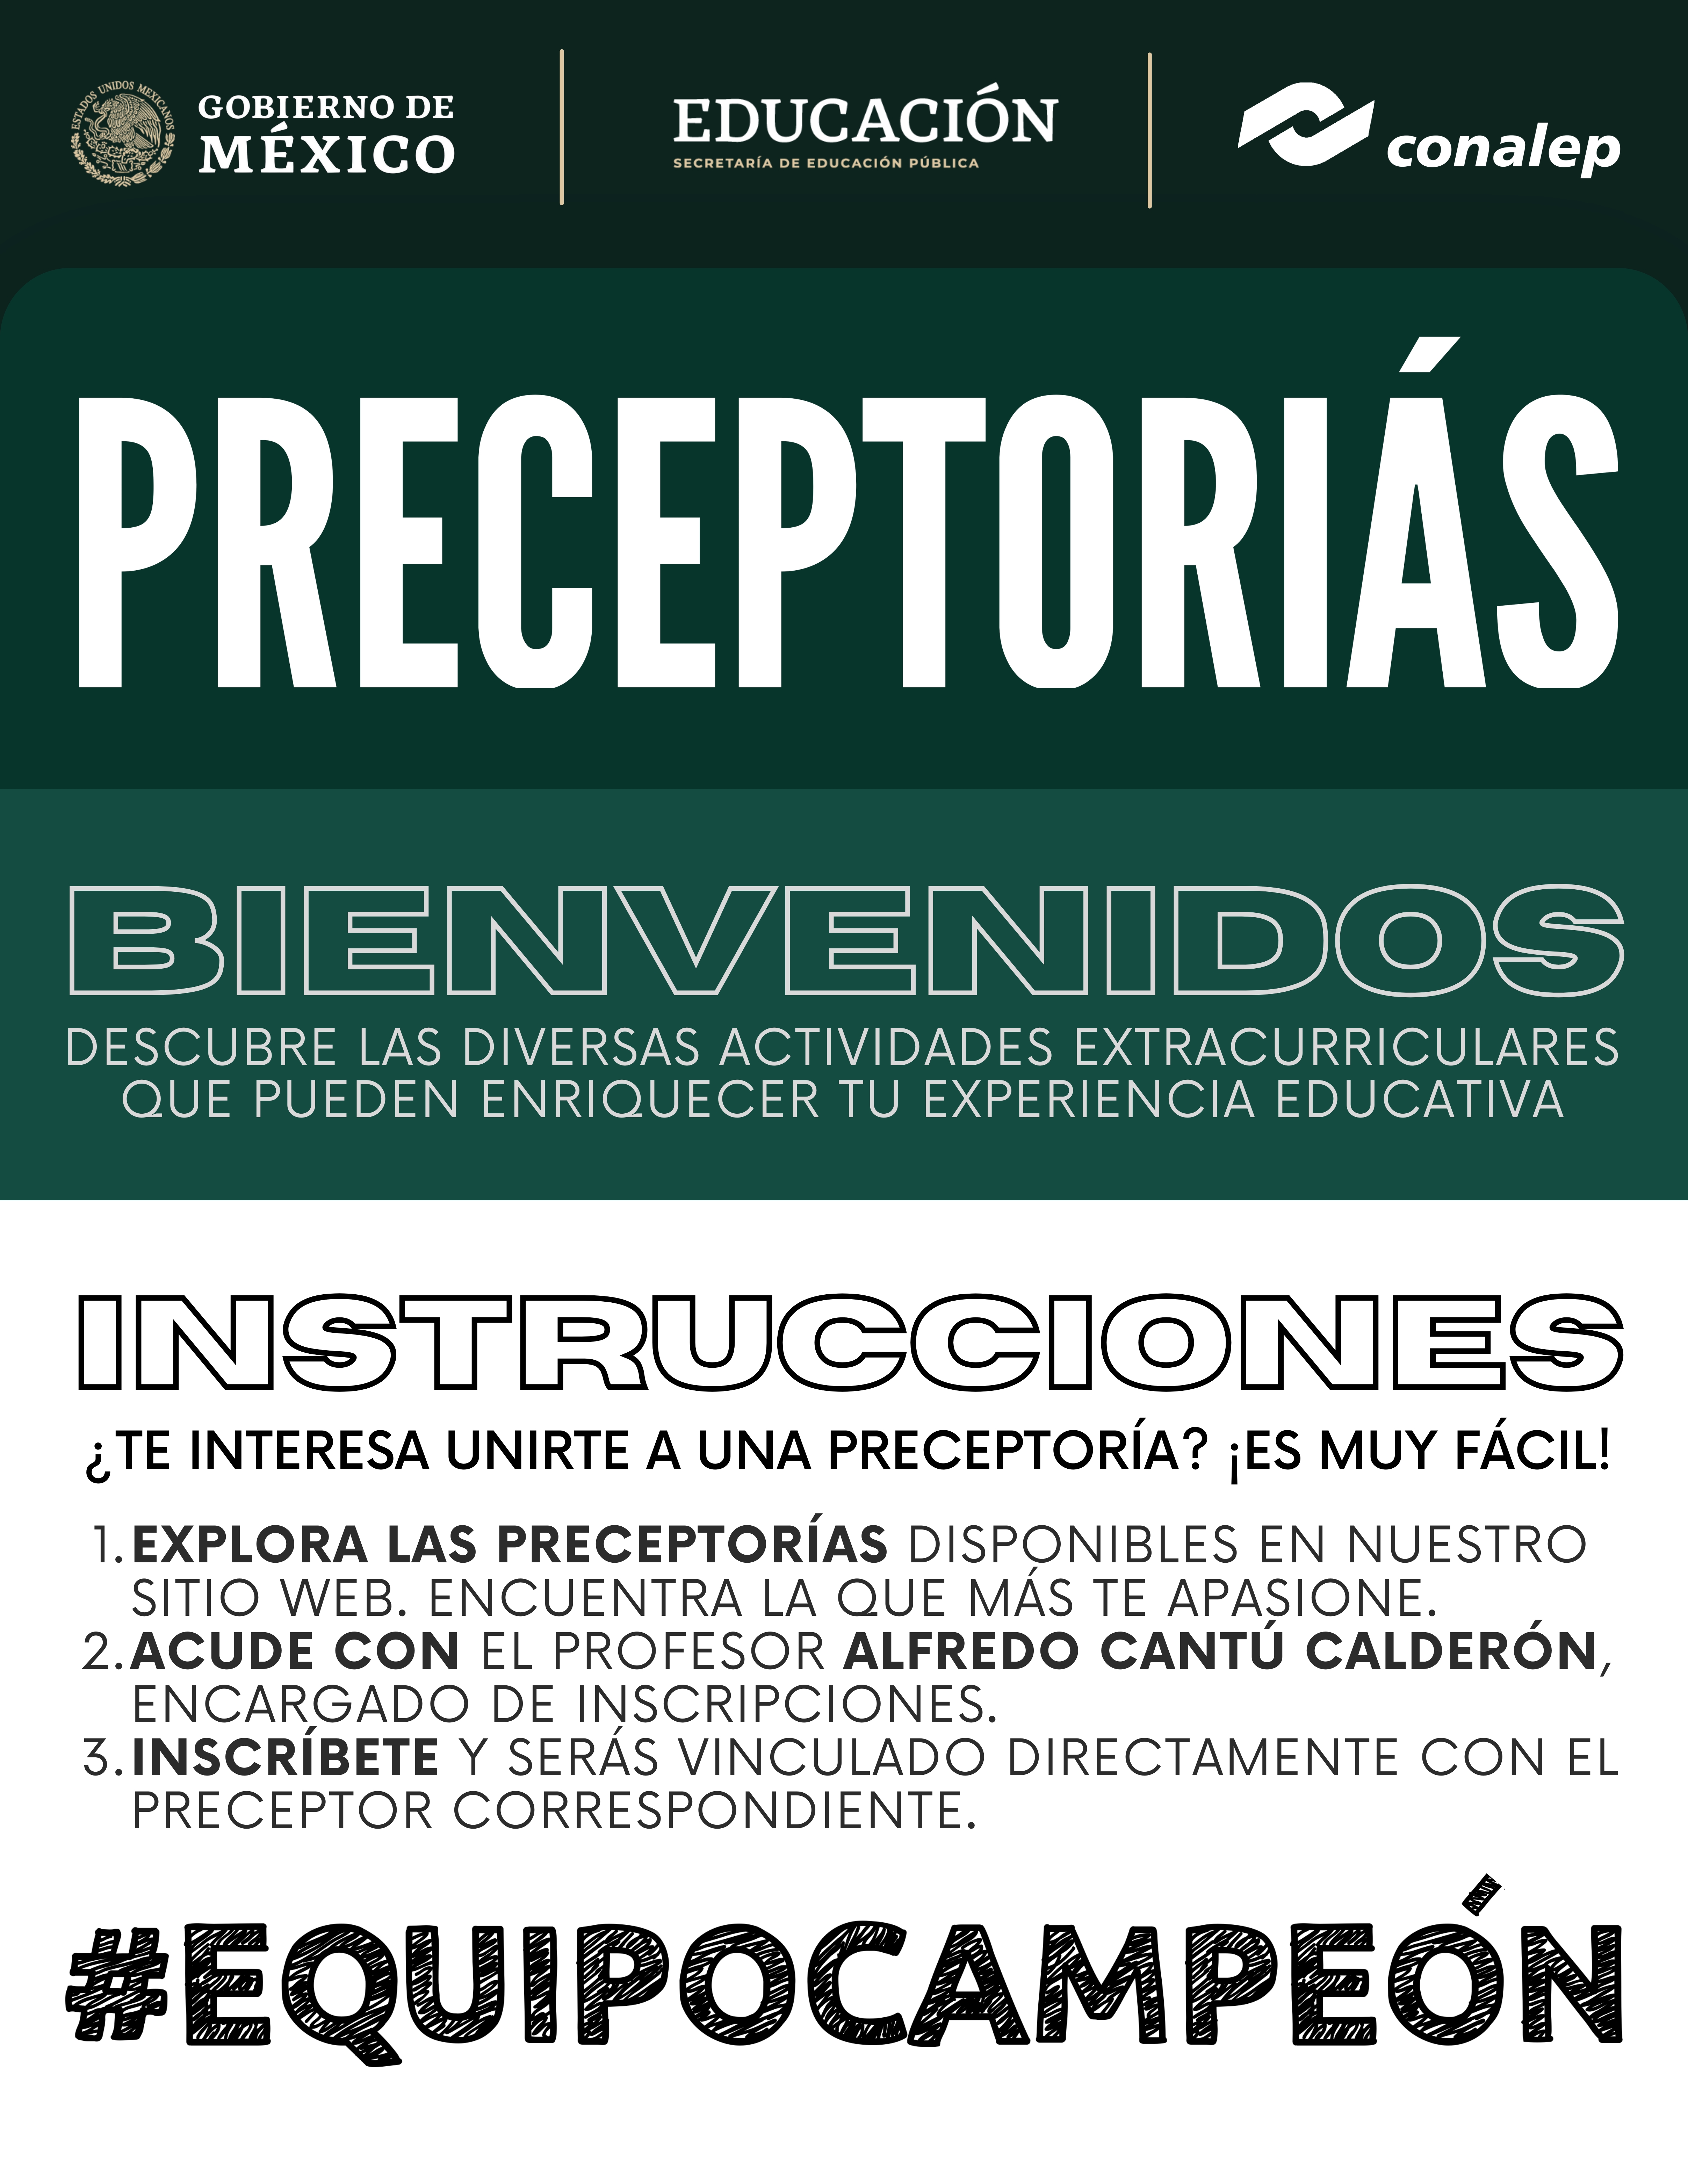 ESTADOS UNIDOS MEXICANOS
GOBIERNO DE
MÉXICO
EDUCACIÓN
SECRETARÍA DE EDUCACIÓN PÚBLICA
conalep
PRECEPTORIÁS
BIENVENIDOS
DESCUBRE LAS DIVERSAS ACTIVIDADES EXTRACURRICULARES
QUE PUEDEN ENRIQUECER TU EXPERIENCIA EDUCATIVA
INSTRUCCIONES
¿TE INTERESA UNIRTE A UNA PRECEPTORÍA? ¡ES MUY FÁCIL!
1. EXPLORA LAS PRECEPTORÍAS DISPONIBLES EN NUESTRO
SITIO WEB. ENCUENTRA LA QUE MÁS TE APASIONE.
2. ACUDE CON EL PROFESOR ALFREDO CANTÚ CALDERÓN,
ENCARGADO DE INSCRIPCIONES.
3. INSCRÍBETE Y SERÁS VINCULADO DIRECTAMENTE CON EL
PRECEPTOR CORRESPONDIENTE.
#EQUIPOCAMPEÓN